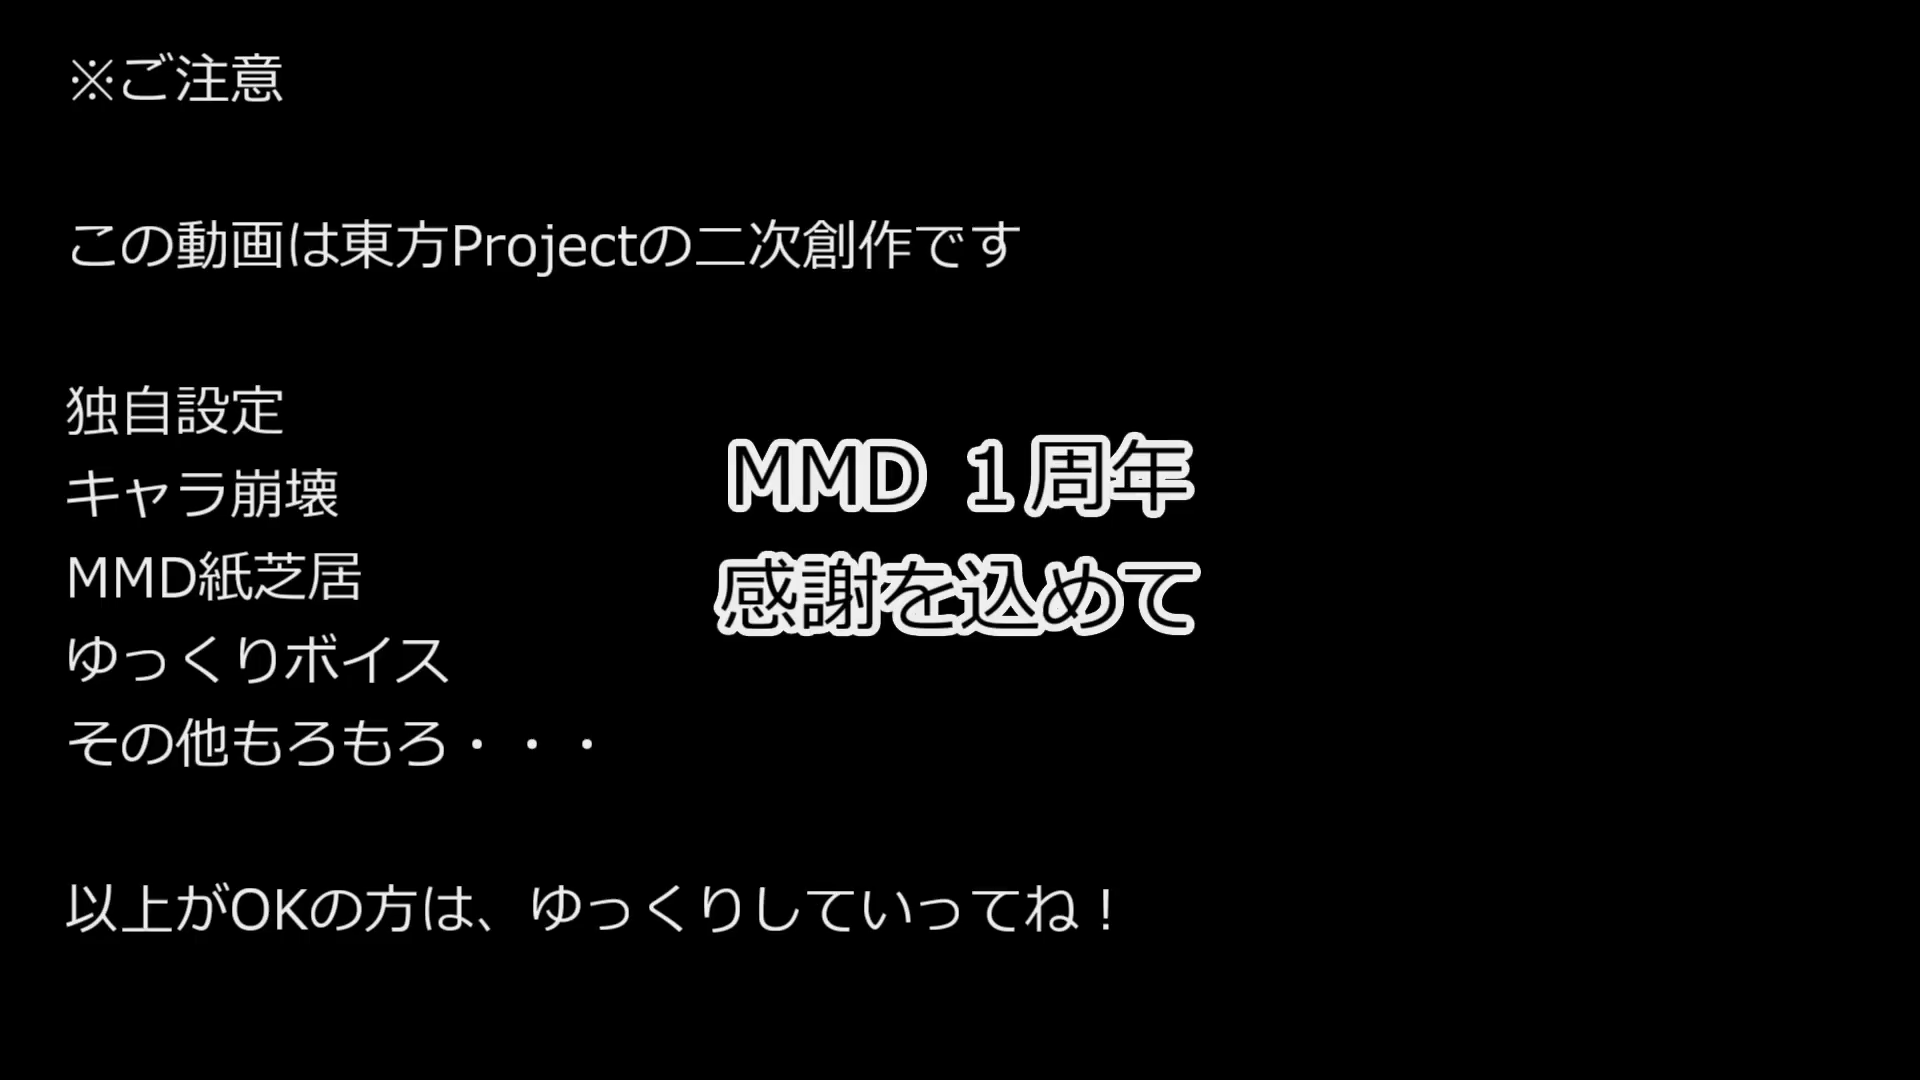 ※ご注意
この動画は東方Projectの二次創作です
独自設定
キャラ崩壊
MMD紙芝居
ゆっくりボイス
その他もろもろ・・・
以上がOKの方は、ゆっくりしていってね！
MMD １周年
感謝を込めて